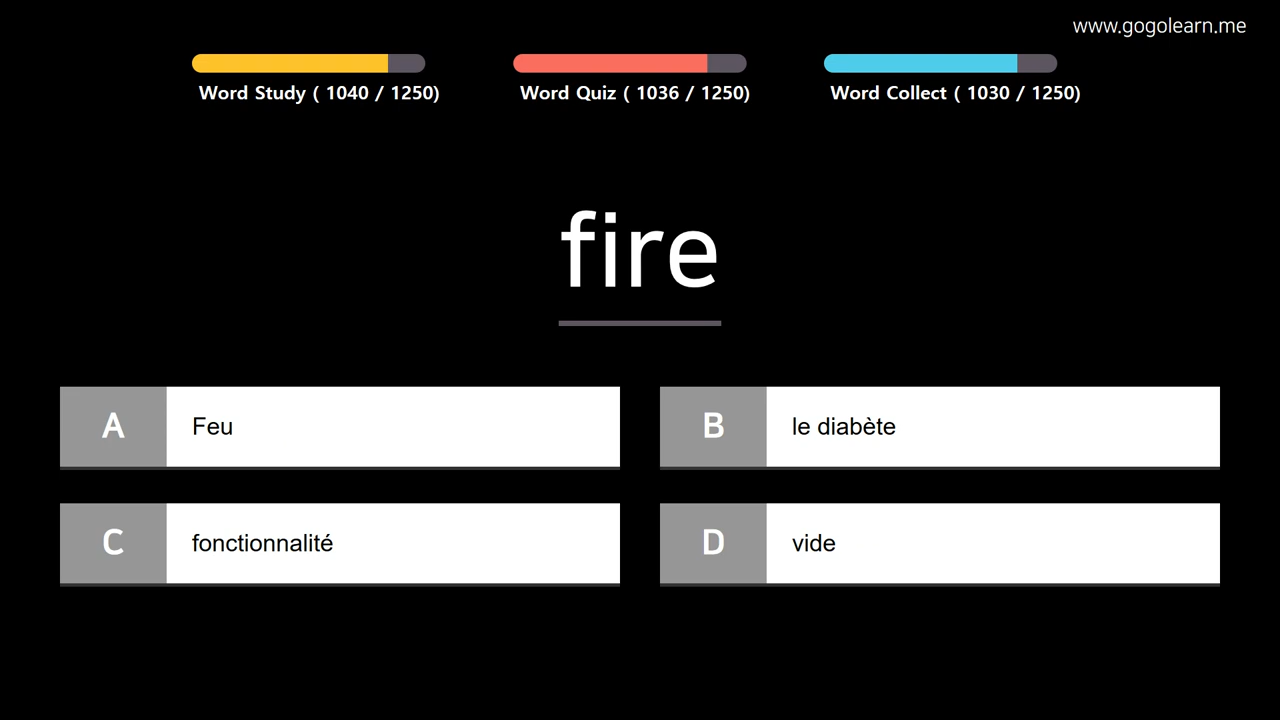 www.gogolearn.me
Word Study ( 1040 / 1250)
Word Quiz ( 1036 / 1250)
Word Collect ( 1030 / 1250)
fire
A Feu
B le diabète
C fonctionnalité
D vide